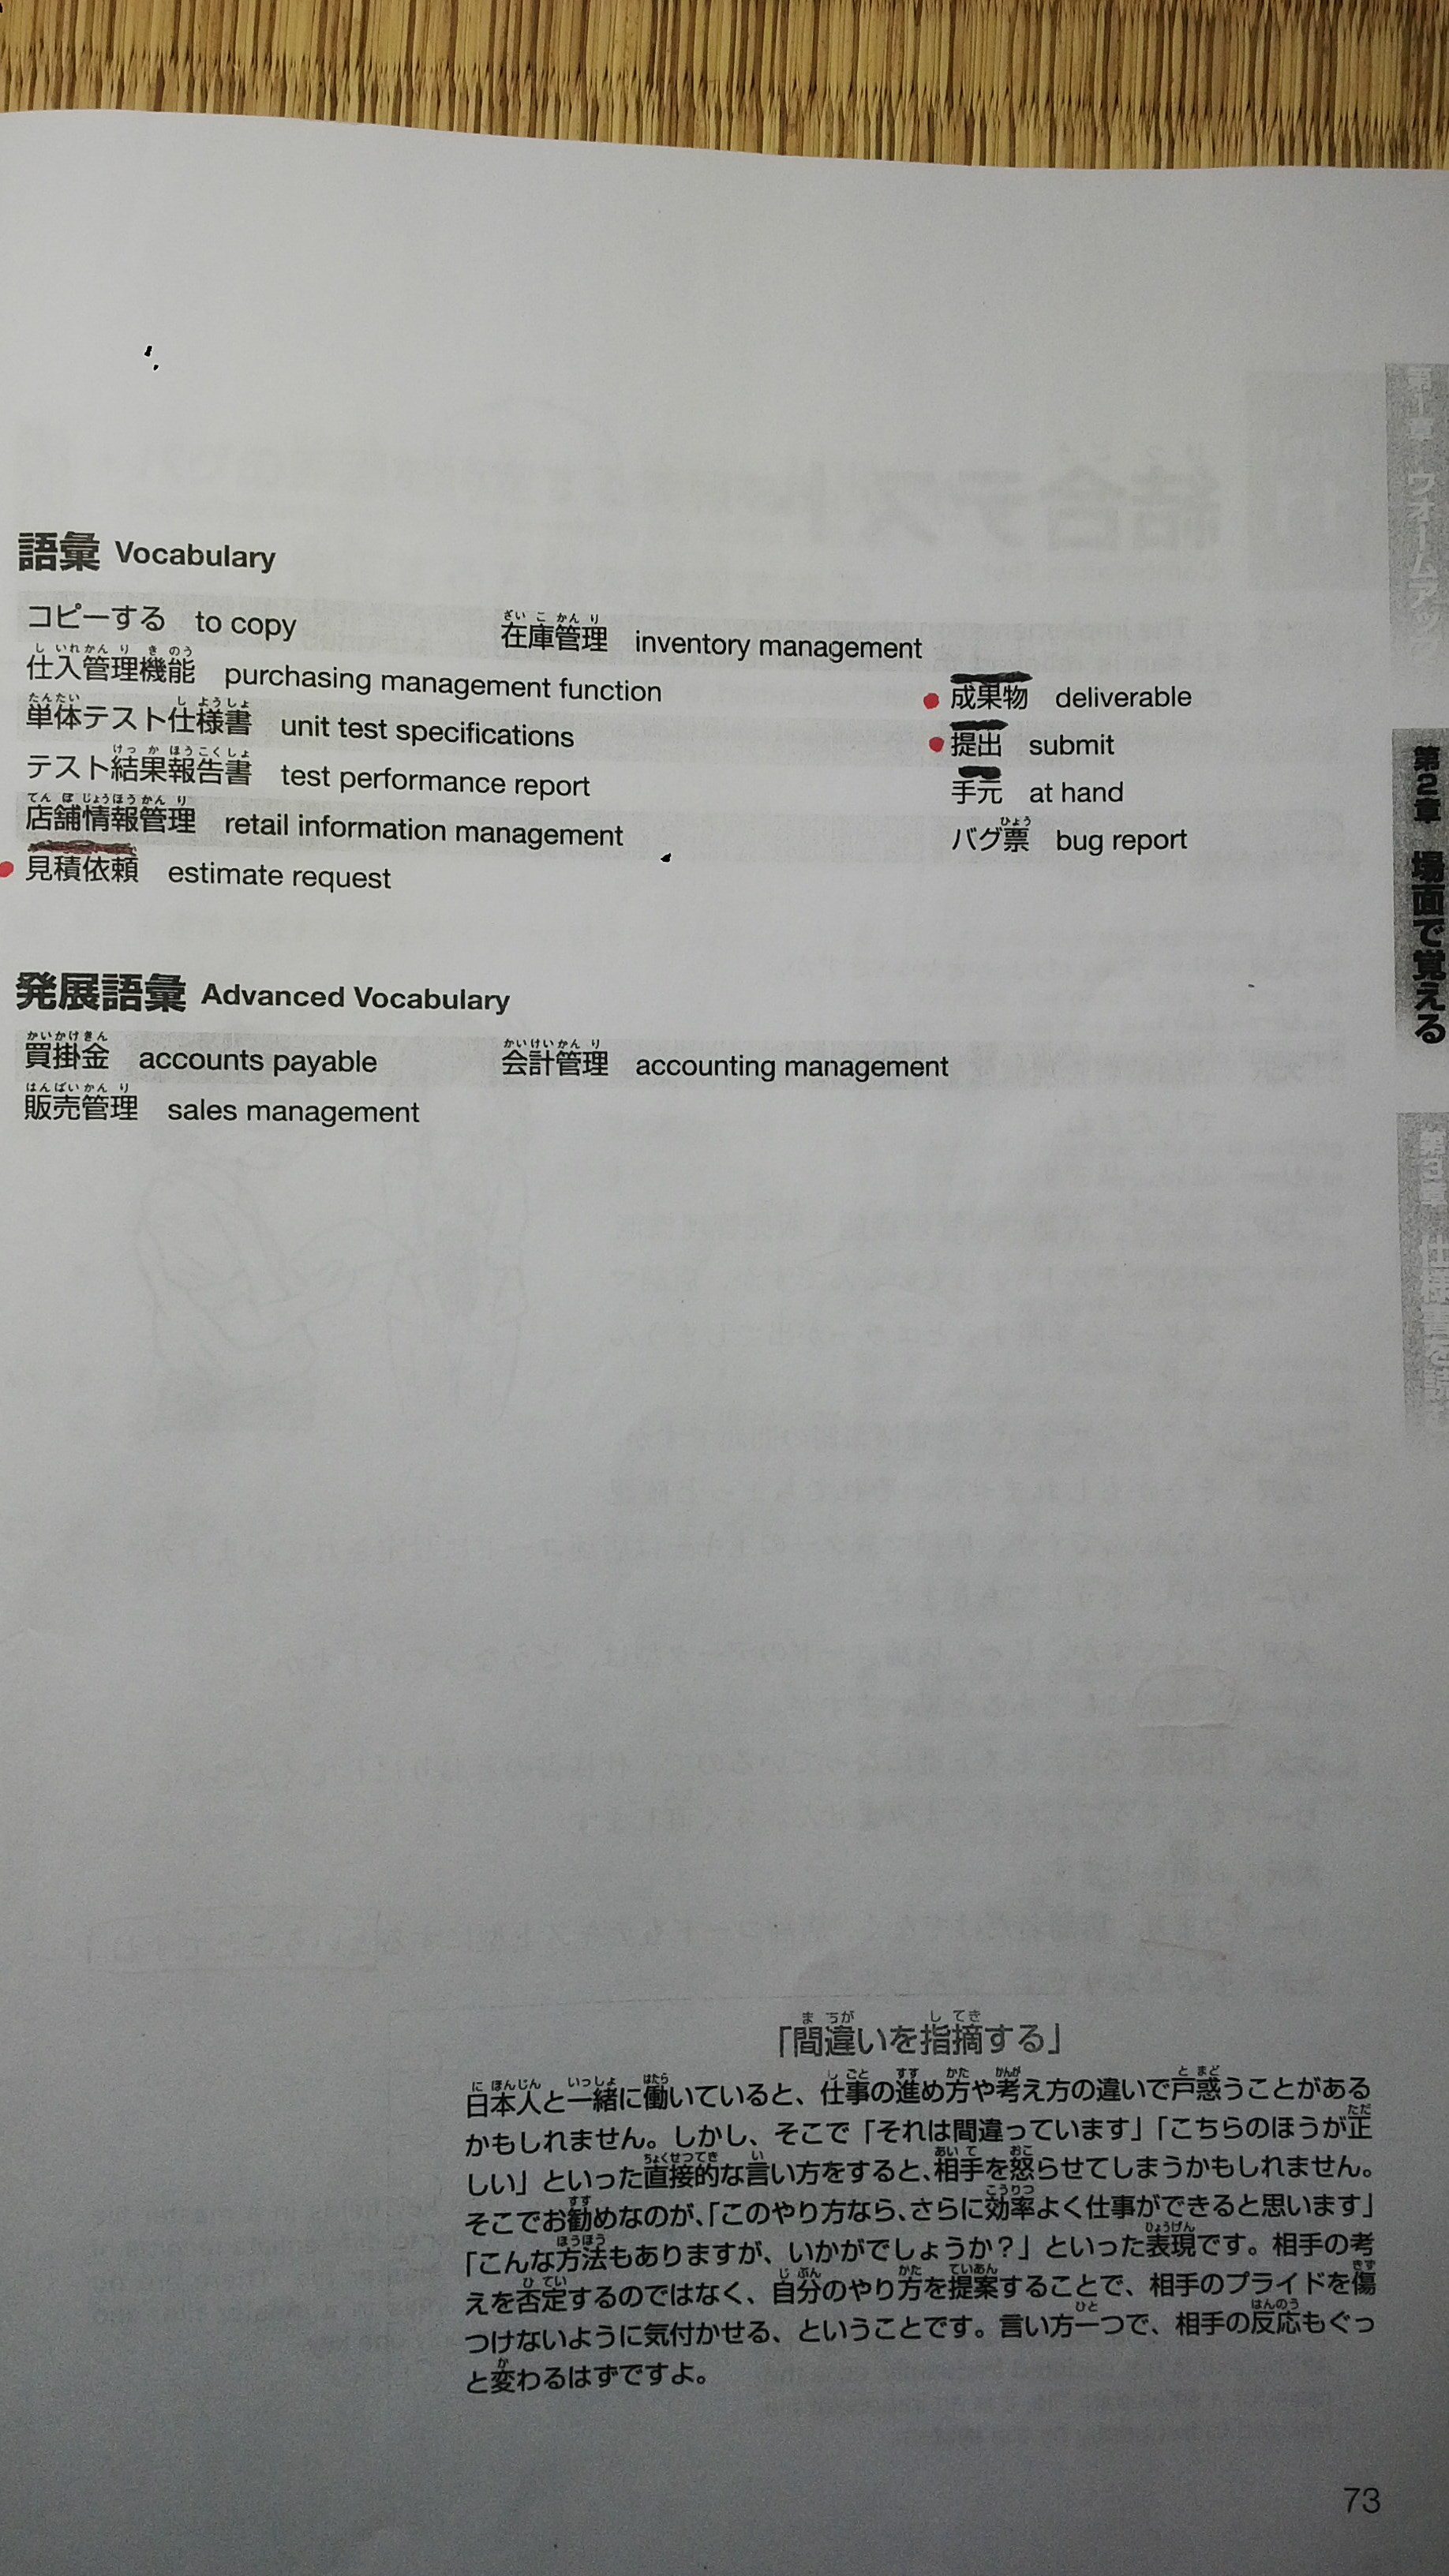 語彙 Vocabulary
コピーする to copy
仕入管理機能 purchasing management function
単体テスト仕様書 unit test specifications
テスト結果報告書 test performance report
店舗情報管理 retail information management
見積依頼 estimate request
在庫管理 inventory management
成果物 deliverable
提出 submit
手元 at hand
バグ票 bug report
発展語彙 Advanced Vocabulary
買掛金 accounts payable
販売管理 sales management
会計管理 accounting management
「間違いを指摘する」
日本人と一緒に働いていると、仕事の進め方や考え方の違いで戸惑うことがある
かもしれません。しかし、そこで「それは間違っています」「こちらのほうが正
しい」といった直接的な言い方をすると、相手を怒らせてしまうかもしれません。
そこでお勧めなのが、「このやり方なら、さらに効率よく仕事ができると思います」
「こんな方法もありますが、いかがでしょうか？」といった表現です。相手の考
えを否定するのではなく、自分のやり方を提案することで、相手のプライドを傷
つけないように気付かせる、ということです。言い方一つで、相手の反応もぐっ
と変わるはずですよ。
第2章 場面で覚える
73